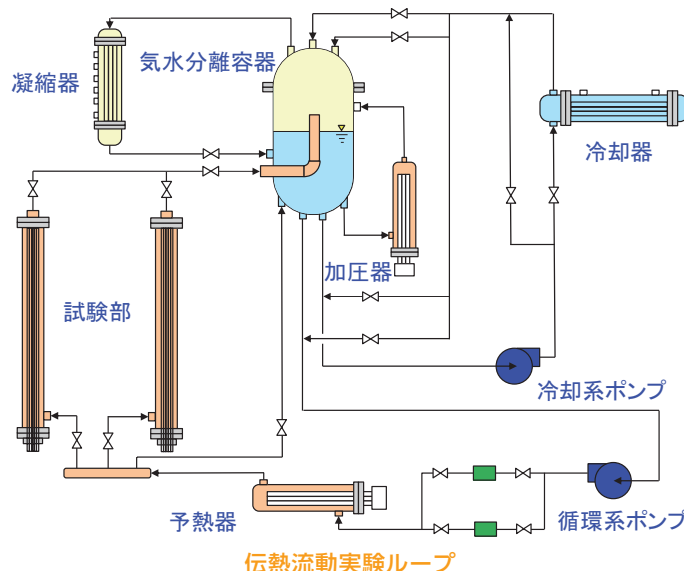 気水分離容器
凝縮器
冷却器
加圧器
試験部
冷却系ポンプ
予熱器
循環系ポンプ
伝熱流動実験ループ